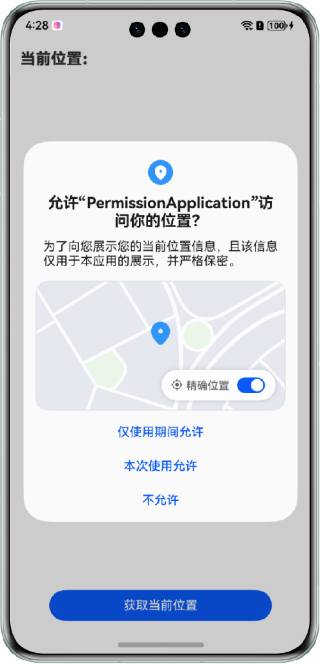 4:28
100
当前位置：
允许“PermissionApplication”访
问你的位置？
为了向您展示您的当前位置信息，且该信息
仅用于本应用的展示，并严格保密。
精确位置
仅使用期间允许
本次使用允许
不允许
获取当前位置